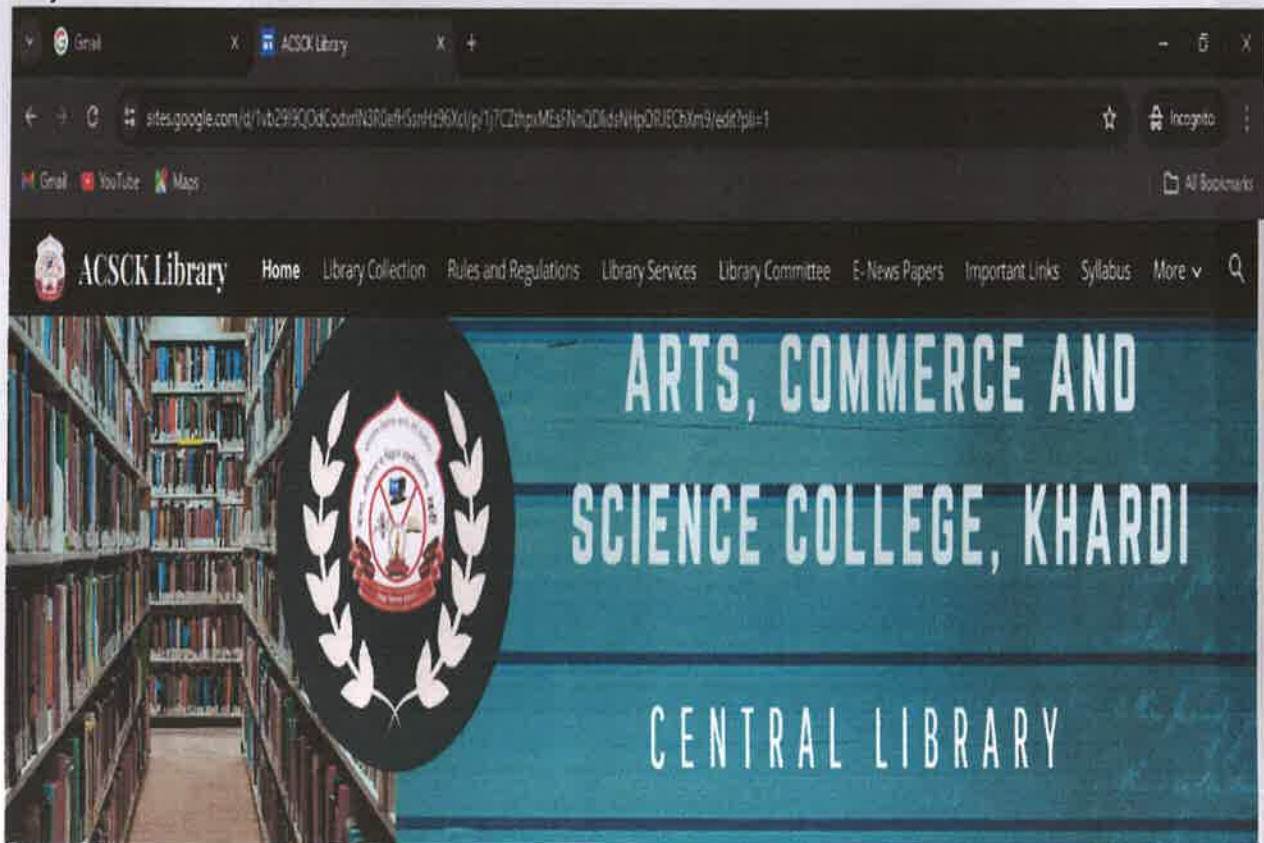 Gmail
ACSCK Library
Incognito
Gmail YouTube Maps
All Bookmarks
ACSCK Library Home Library Collection Rules and Regulations Library Services Library Committee E- News Papers Important Links Syllabus More
ARTS, COMMERCE AND
SCIENCE COLLEGE, KHARDI
CENTRAL LIBRARY